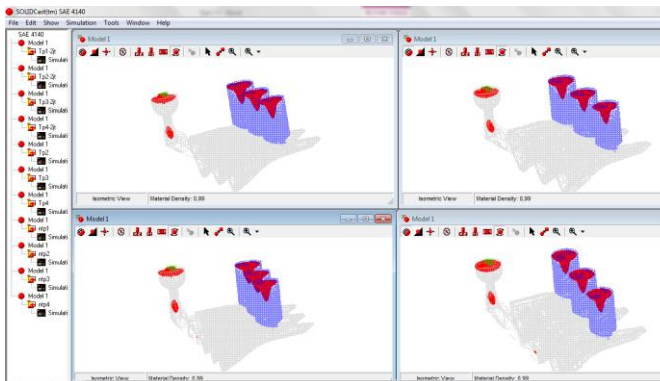 SOLIDCast(tm) SAE 4140
File Edit Show Simulation Tools Window Help
SAE 4140
Model 1
Tp1-2jt
Simulati
Model 1
Tp2-2jt
Simulati
Model 1
Tp3-2jt
Simulati
Model 1
Tp4-2jt
Simulati
Model 1
Tp2
Simulati
Model 1
Tp3
Simulati
Model 1
Tp4
Simulati
Model 1
ntp1
Simulati
Model 1
ntp2
Simulati
Model 1
ntp3
Simulati
Model 1
ntp4
Simulati
Model 1
Isometric View Material Density: 0,99
Model 1
Isometric View Material Density: 0,99
Model 1
Isometric View Material Density: 0,99
Model 1
Isometric View Material Density: 0,99